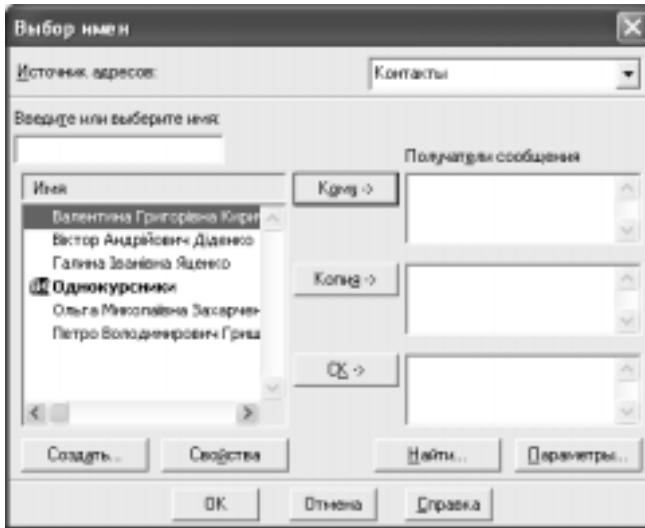 Выбор имен
Источник адресов:
Контакты
Введите или выберите имя:
Получатели сообщения
Имя
Кому ->
Валентина Григорівна Кири
Віктор Андрійович Діденко
Галина Іванівна Яценко
Однокурсники
Копия ->
Ольга Миколаївна Захарчен
Петро Володимирович Гриш
СК ->
Создать...
Свойства
Найти...
Параметры...
ОК
Отмена
Справка